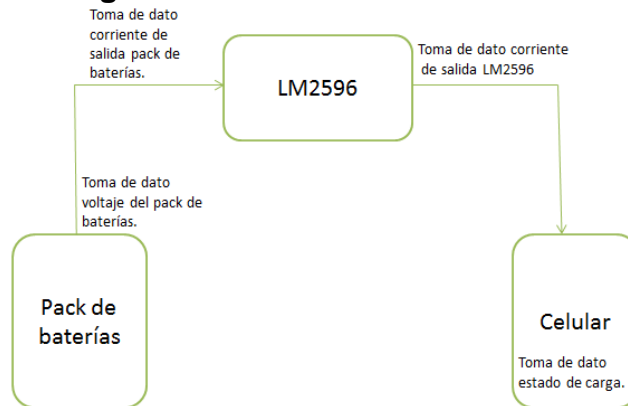 Toma de dato
corriente de
salida pack de
baterías.
LM2596
Toma de dato corriente
de salida LM2596
Toma de dato
voltaje del pack de
baterías.
Pack de
baterías
Celular
Toma de dato
estado de carga.